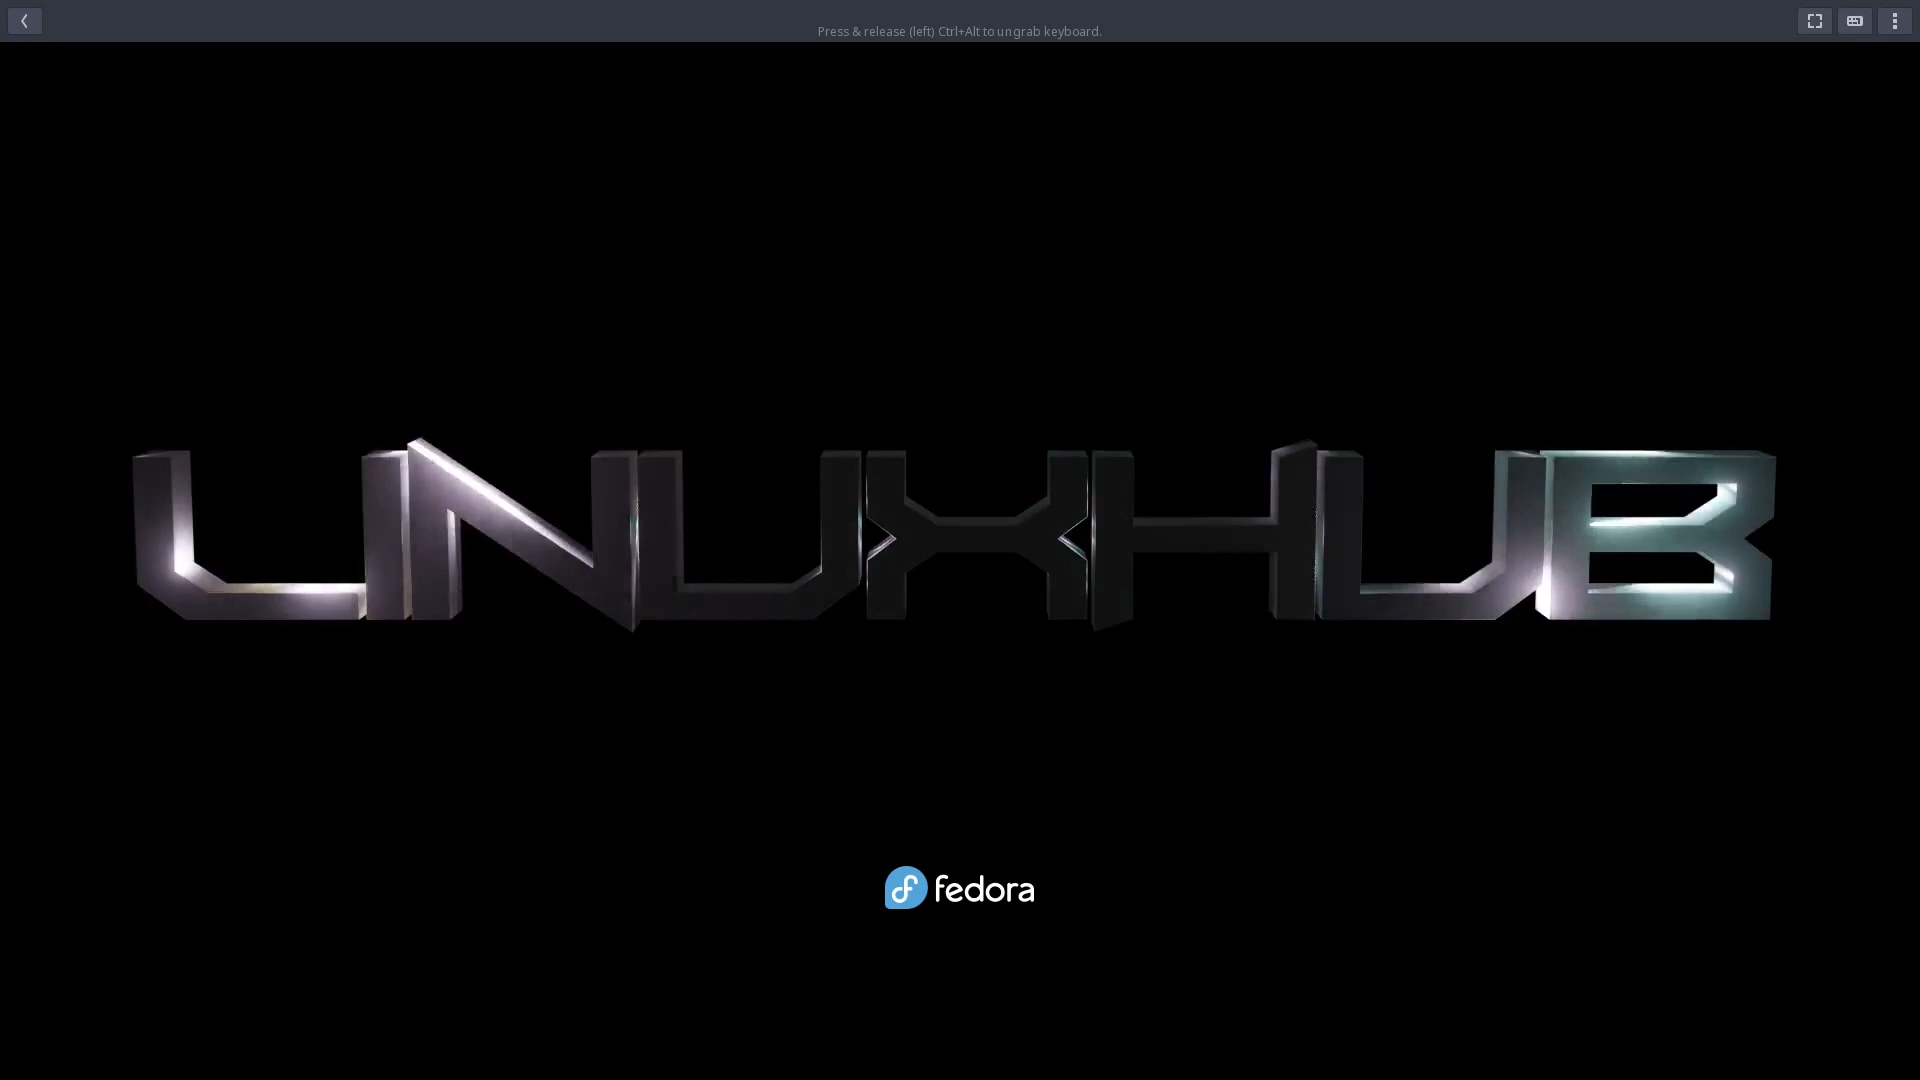 Press & release (left) Ctrl+Alt to ungrab keyboard.
LINUXHUB
fedora